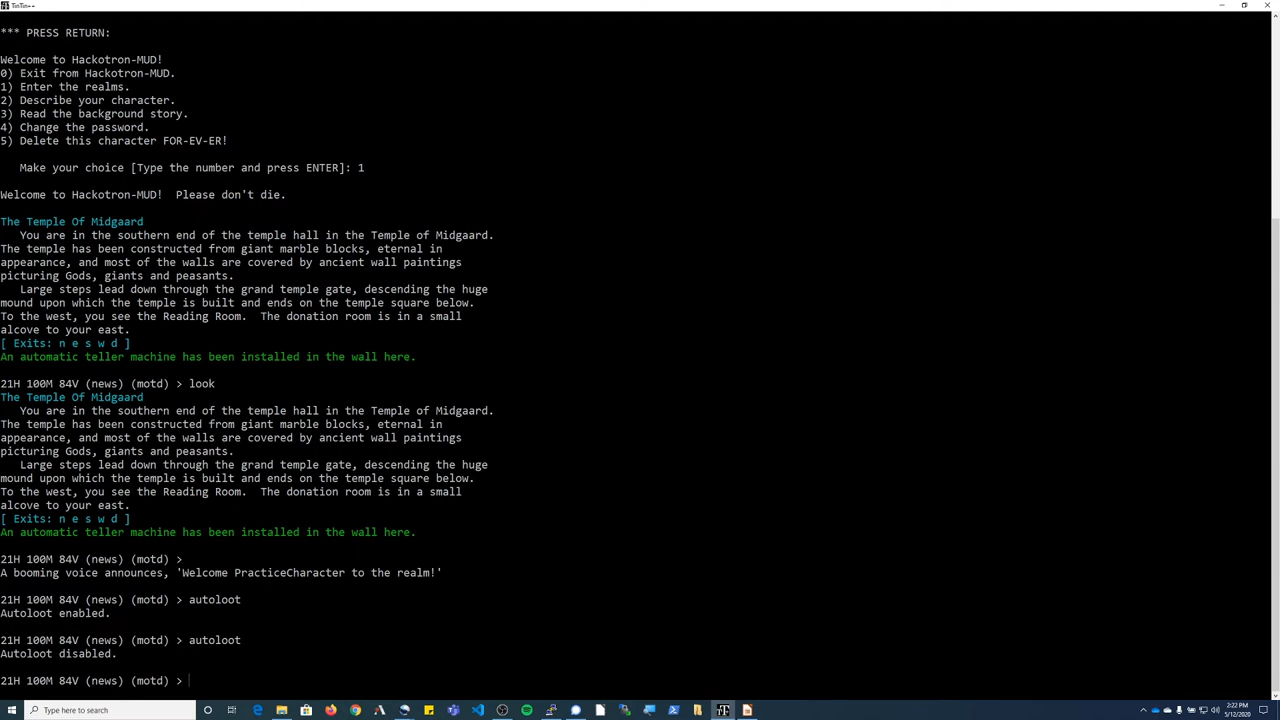 TinTin++
*** PRESS RETURN:
Welcome to Hackotron-MUD!
0) Exit from Hackotron-MUD.
1) Enter the realms.
2) Describe your character.
3) Read the background story.
4) Change the password.
5) Delete this character FOR-EV-ER!
Make your choice [Type the number and press ENTER]: 1
Welcome to Hackotron-MUD!  Please don't die.
The Temple Of Midgaard
You are in the southern end of the temple hall in the Temple of Midgaard.
The temple has been constructed from giant marble blocks, eternal in
appearance, and most of the walls are covered by ancient wall paintings
picturing Gods, giants and peasants.
Large steps lead down through the grand temple gate, descending the huge
mound upon which the temple is built and ends on the temple square below.
To the west, you see the Reading Room.  The donation room is in a small
alcove to your east.
[ Exits: n e s w d ]
An automatic teller machine has been installed in the wall here.
21H 100M 84V (news) (motd) > look
The Temple Of Midgaard
You are in the southern end of the temple hall in the Temple of Midgaard.
The temple has been constructed from giant marble blocks, eternal in
appearance, and most of the walls are covered by ancient wall paintings
picturing Gods, giants and peasants.
Large steps lead down through the grand temple gate, descending the huge
mound upon which the temple is built and ends on the temple square below.
To the west, you see the Reading Room.  The donation room is in a small
alcove to your east.
[ Exits: n e s w d ]
An automatic teller machine has been installed in the wall here.
21H 100M 84V (news) (motd) >
A booming voice announces, 'Welcome PracticeCharacter to the realm!'
21H 100M 84V (news) (motd) > autoloot
Autoloot enabled.
21H 100M 84V (news) (motd) > autoloot
Autoloot disabled.
21H 100M 84V (news) (motd) >
Type here to search
2:22 PM
5/12/2020